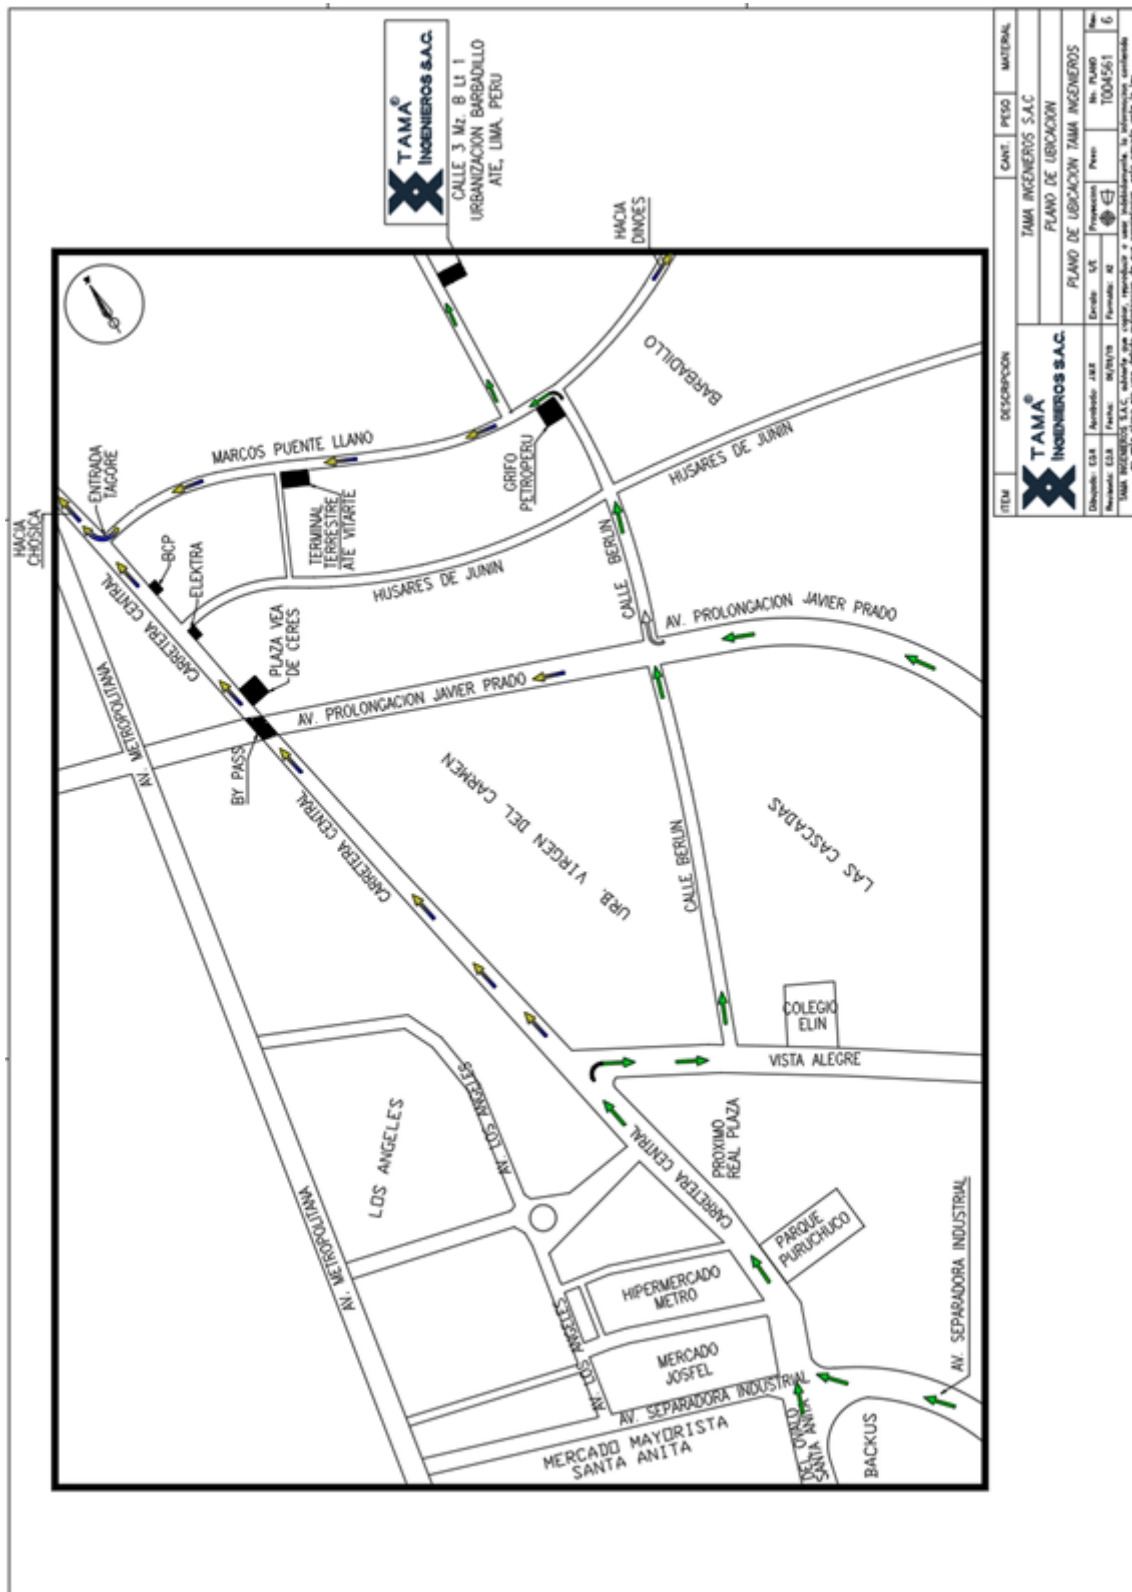 TAMA®
INGENIEROS S.A.C.
CALLE 3 Mz. B Lt 1
URBANIZACION BARBADILLO
ATE, LIMA, PERU
HACIA
DINOES
BARBADILLO
MARCOS PUENTE LLANO
ENTRADA
TAGORE
HACIA
CHOSICA
BCP
ELEKTRA
TERMINAL
TERRESTRE
ATE VITARTE
GRIFO
PETROPERU
HUSARES DE JUNIN
HUSARES DE JUNIN
CALLE BERLIN
AV. PROLONGACION JAVIER PRADO
CARRETERA CENTRAL
PLAZA VEA
DE CERES
AV. METROPOLITANA
AV. PROLONGACION JAVIER PRADO
BY PASS
CARRETERA CENTRAL
URB. VIRGEN DEL CARMEN
CALLE BERLIN
LAS CASCADAS
COLEGIO
ELIN
VISTA ALEGRE
LOS ANGELES
AV. LOS ANGELES
AV. METROPOLITANA
CARRETERA CENTRAL
PROXIMO
REAL PLAZA
PARQUE
PURUCHUCO
HIPERMERCADO
METRO
MERCADO
JOSFEL
AV. LOS ANGELES
AV. SEPARADORA INDUSTRIAL
AV. SEPARADORA INDUSTRIAL
MERCADO MAYORISTA
SANTA ANITA
DEL OVALO
SANTA ANITA
BACKUS
ITEM DESCRIPCION CANT. PESO MATERIAL
TAMA®
INGENIEROS S.A.C.
TAMA INGENIEROS S.A.C
PLANO DE UBICACION
PLANO DE UBICACION TAMA INGENIEROS
Aprobado: Escala: S/E Proyeccion: Peso: No. PLANO Rev.
Fecha: Formato: T004561 6